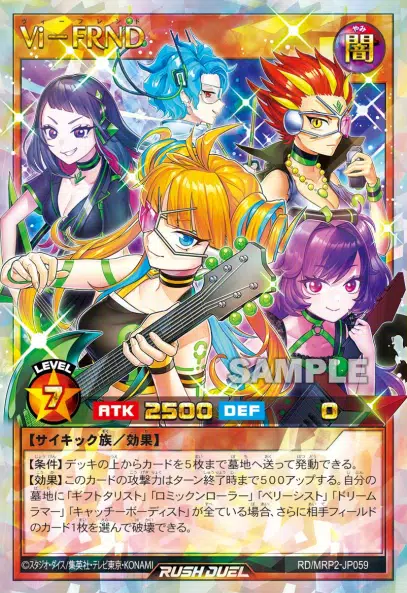 ヴィーフレンド
Vi－FRND
やみ
闇
SAMPLE
LEVEL
7
ATK 2500 DEF 0
【サイキック族／効果】
【条件】デッキの上からカードを5枚まで墓地へ送って発動できる。
【効果】このカードの攻撃力はターン終了時まで500アップする。自分の
墓地に「ギフトタリスト」「ロミックンローラー」「ベリーシスト」「ドリーム
ラマー」「キャッチーボーディスト」が全ている場合、さらに相手フィールド
のカード1枚を選んで破壊できる。
©スタジオ・ダイス/集英社・テレビ東京・KONAMI
RUSH DUEL
RD/MRP2-JP059